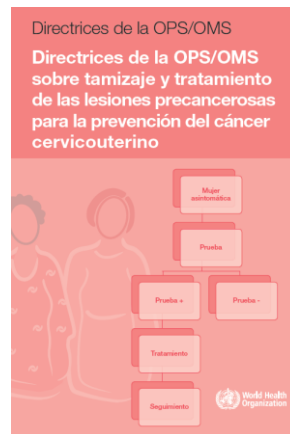 Directrices de la OPS/OMS
Directrices de la OPS/OMS
sobre tamizaje y tratamiento
de las lesiones precancerosas
para la prevención del cáncer
cervicouterino
Mujer
asintomática
Prueba
Prueba +
Prueba -
Tratamiento
Seguimiento
World Health
Organization